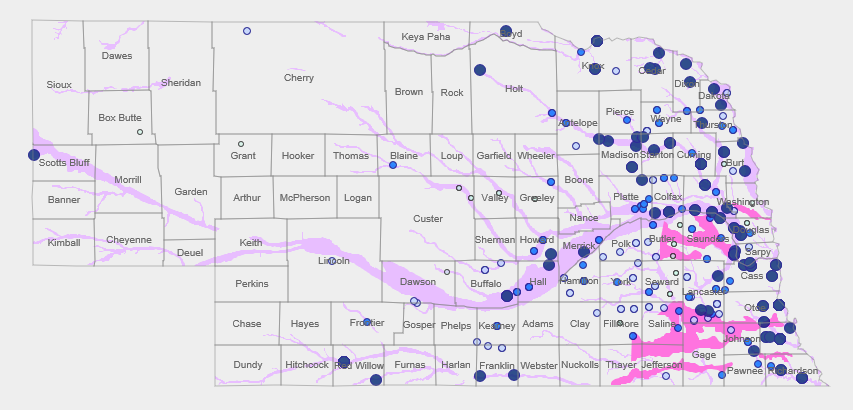 Boyd
Keya Paha
Dawes
Knox
Cedar
Sioux
Sheridan
Cherry
Dixon
Brown
Rock
Holt
Dakota
Pierce
Box Butte
Antelope
Wayne
Thurston
Grant
Hooker
Thomas
Blaine
Loup
Garfield
Wheeler
Madison
Stanton
Cuming
Scotts Bluff
Burt
Morrill
Boone
Garden
Banner
Arthur
McPherson
Logan
Valley
Greeley
Platte
Colfax
Washington
Custer
Nance
Douglas
Kimball
Cheyenne
Keith
Sherman
Howard
Merrick
Polk
Butler
Saunders
Deuel
Sarpy
Lincoln
Perkins
Dawson
Buffalo
Hall
Hamilton
York
Seward
Cass
Lancaster
Otoe
Chase
Hayes
Frontier
Gosper
Phelps
Kearney
Adams
Clay
Fillmore
Saline
Johnson
Gage
Dundy
Hitchcock
Red Willow
Furnas
Harlan
Franklin
Webster
Nuckolls
Thayer
Jefferson
Pawnee
Richardson